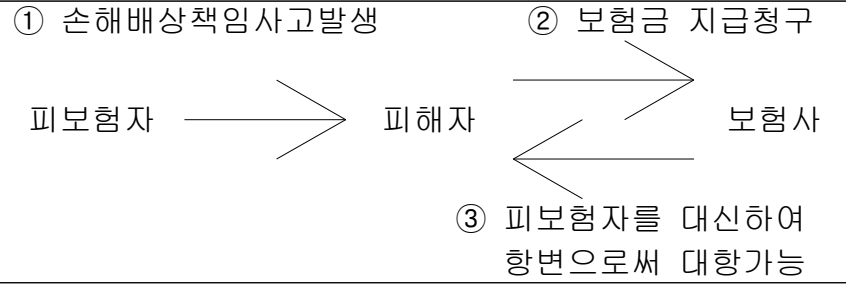 ① 손해배상책임사고발생 ② 보험금 지급청구
피보험자 피해자 보험사
③ 피보험자를 대신하여
항변으로써 대항가능